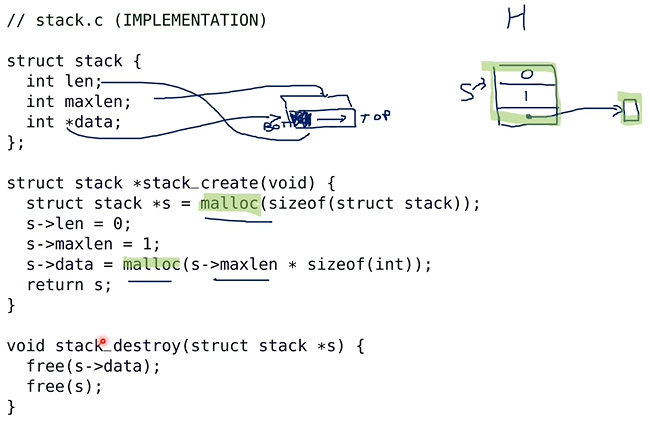 // stack.c (IMPLEMENTATION)
H
struct stack {
int len;
int maxlen;
int *data;
};
TOP
S
0
1
struct stack *stack_create(void) {
struct stack *s = malloc(sizeof(struct stack));
s->len = 0;
s->maxlen = 1;
s->data = malloc(s->maxlen * sizeof(int));
return s;
}
void stack_destroy(struct stack *s) {
free(s->data);
free(s);
}